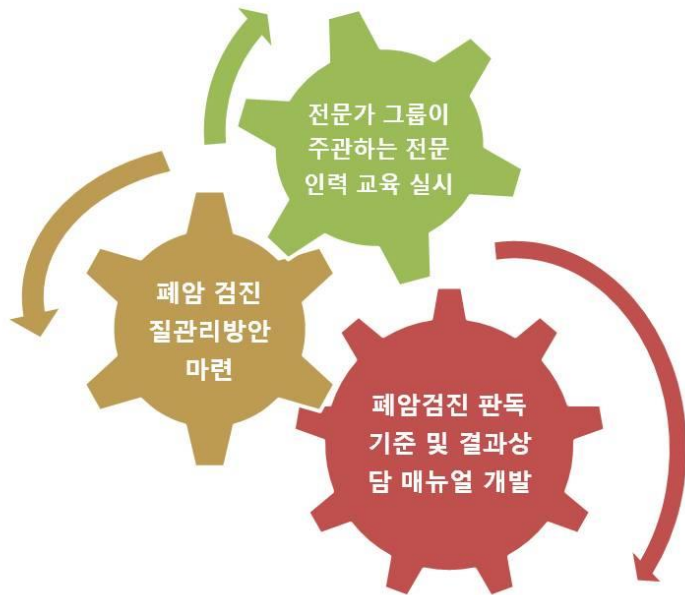 전문가 그룹이
주관하는 전문
인력 교육 실시
폐암 검진
질관리방안
마련
폐암검진 판독
기준 및 결과상
담 매뉴얼 개발